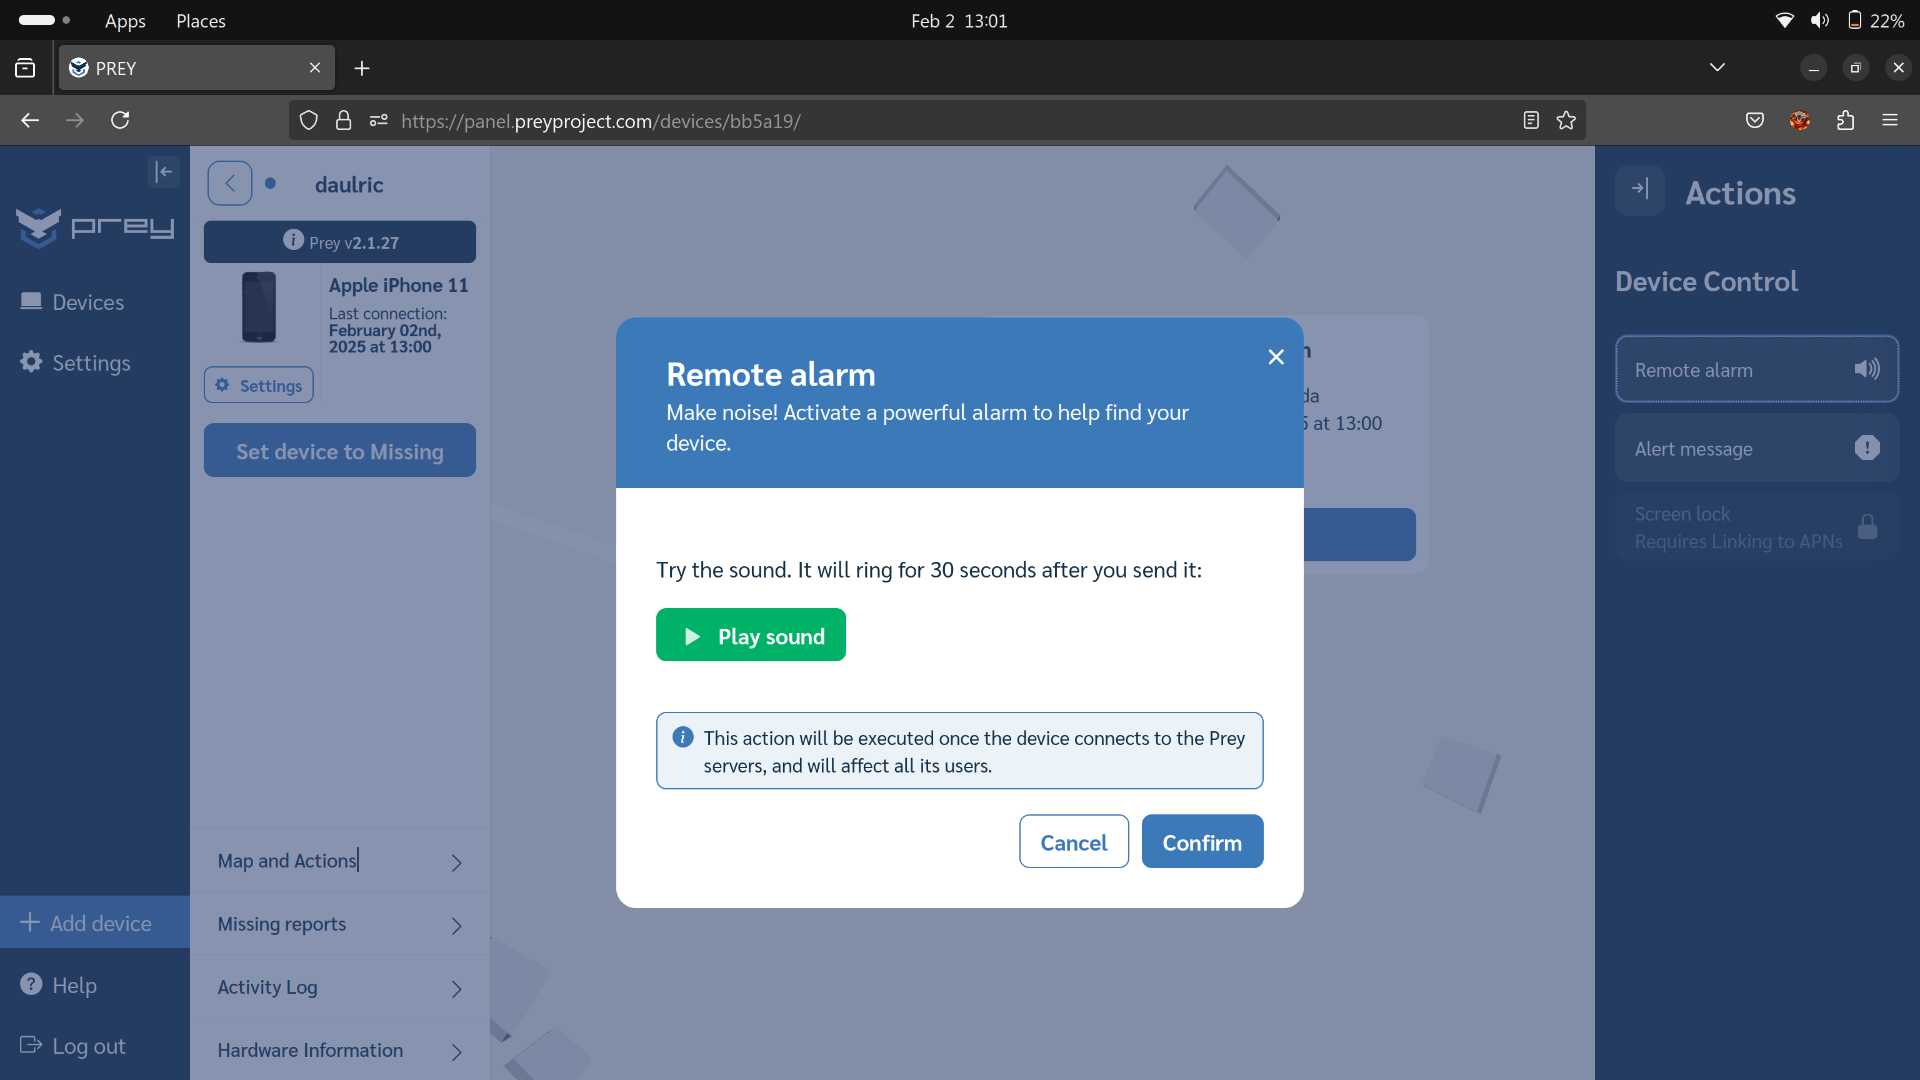 Apps
Places
Feb 2 13:01
22%
PREY
https://panel.preyproject.com/devices/bb5a19/
prey
Devices
Settings
Add device
Help
Log out
daulric
Prey v2.1.27
Apple iPhone 11
Last connection:
February 02nd,
2025 at 13:00
Settings
Set device to Missing
Map and Actions
Missing reports
Activity Log
Hardware Information
Remote alarm
Make noise! Activate a powerful alarm to help find your
device.
Try the sound. It will ring for 30 seconds after you send it:
Play sound
This action will be executed once the device connects to the Prey
servers, and will affect all its users.
Cancel
Confirm
at 13:00
Actions
Device Control
Remote alarm
Alert message
Screen lock
Requires Linking to APNs